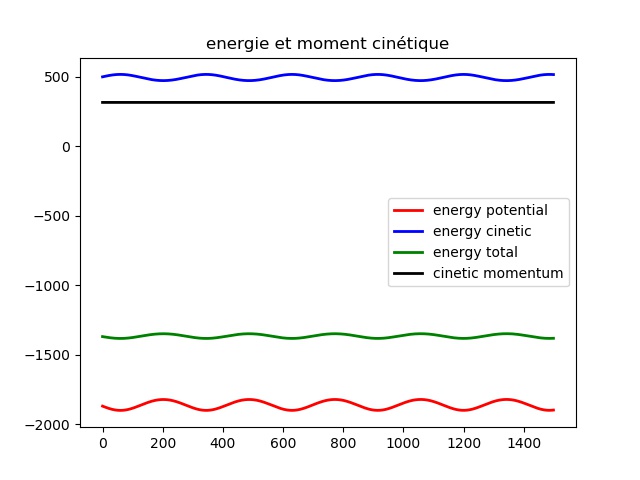 energie et moment cinétique
500
0
−500
−1000
−1500
−2000
energy potential
energy cinetic
energy total
cinetic momentum
0 200 400 600 800 1000 1200 1400